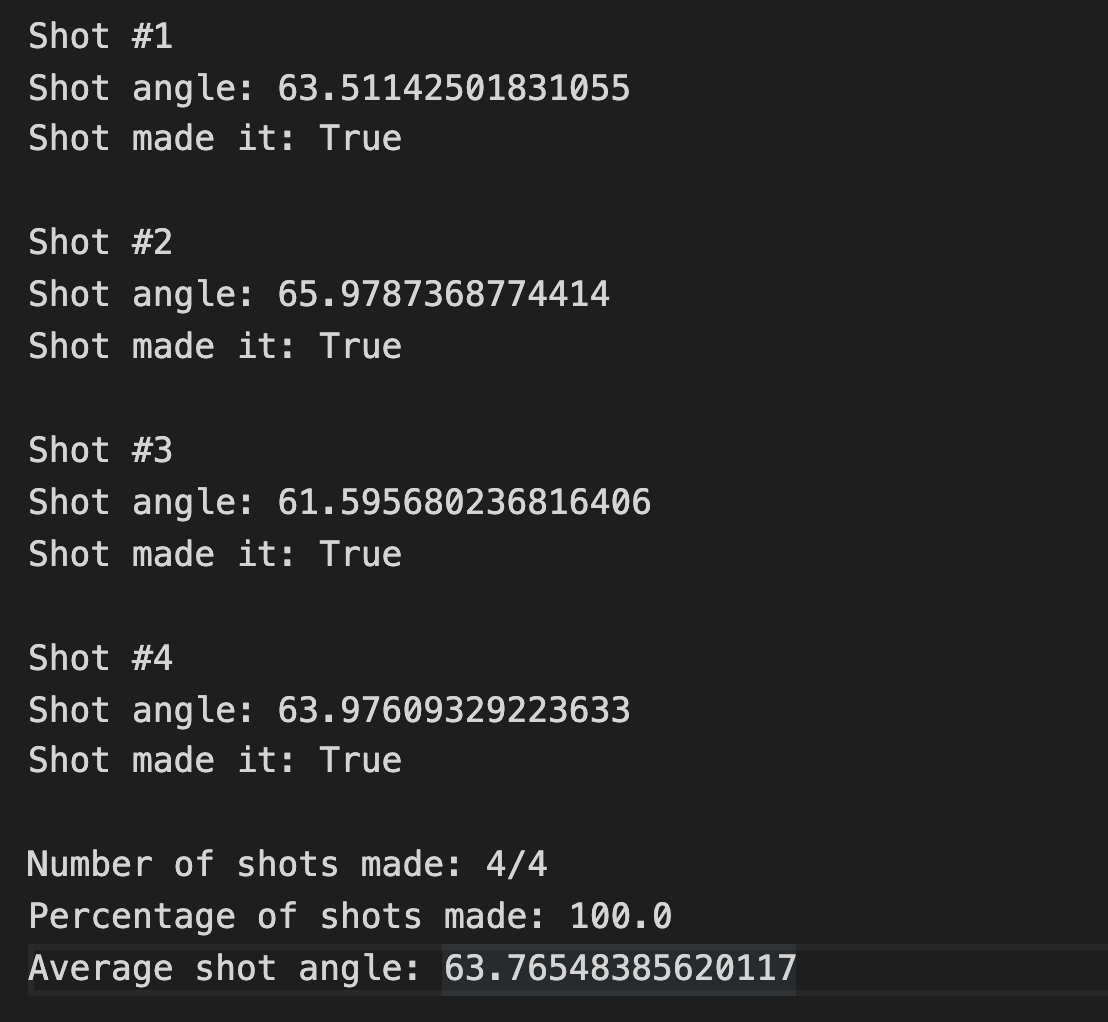 Shot #1
Shot angle: 63.51142501831055
Shot made it: True
Shot #2
Shot angle: 65.9787368774414
Shot made it: True
Shot #3
Shot angle: 61.595680236816406
Shot made it: True
Shot #4
Shot angle: 63.97609329223633
Shot made it: True
Number of shots made: 4/4
Percentage of shots made: 100.0
Average shot angle: 63.76548385620117